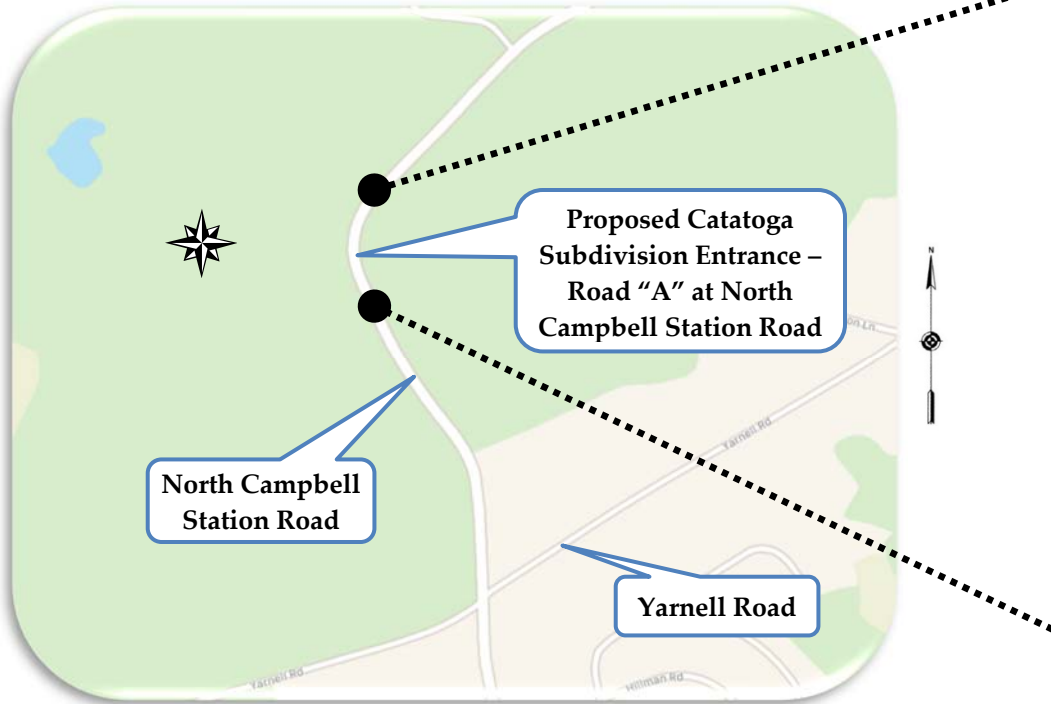 N
Proposed Catatoga
Subdivision Entrance –
Road “A” at North
Campbell Station Road
Ln
Yarnell Rd
North Campbell
Station Road
Yarnell Road
Yarnell Rd
Hillman Rd